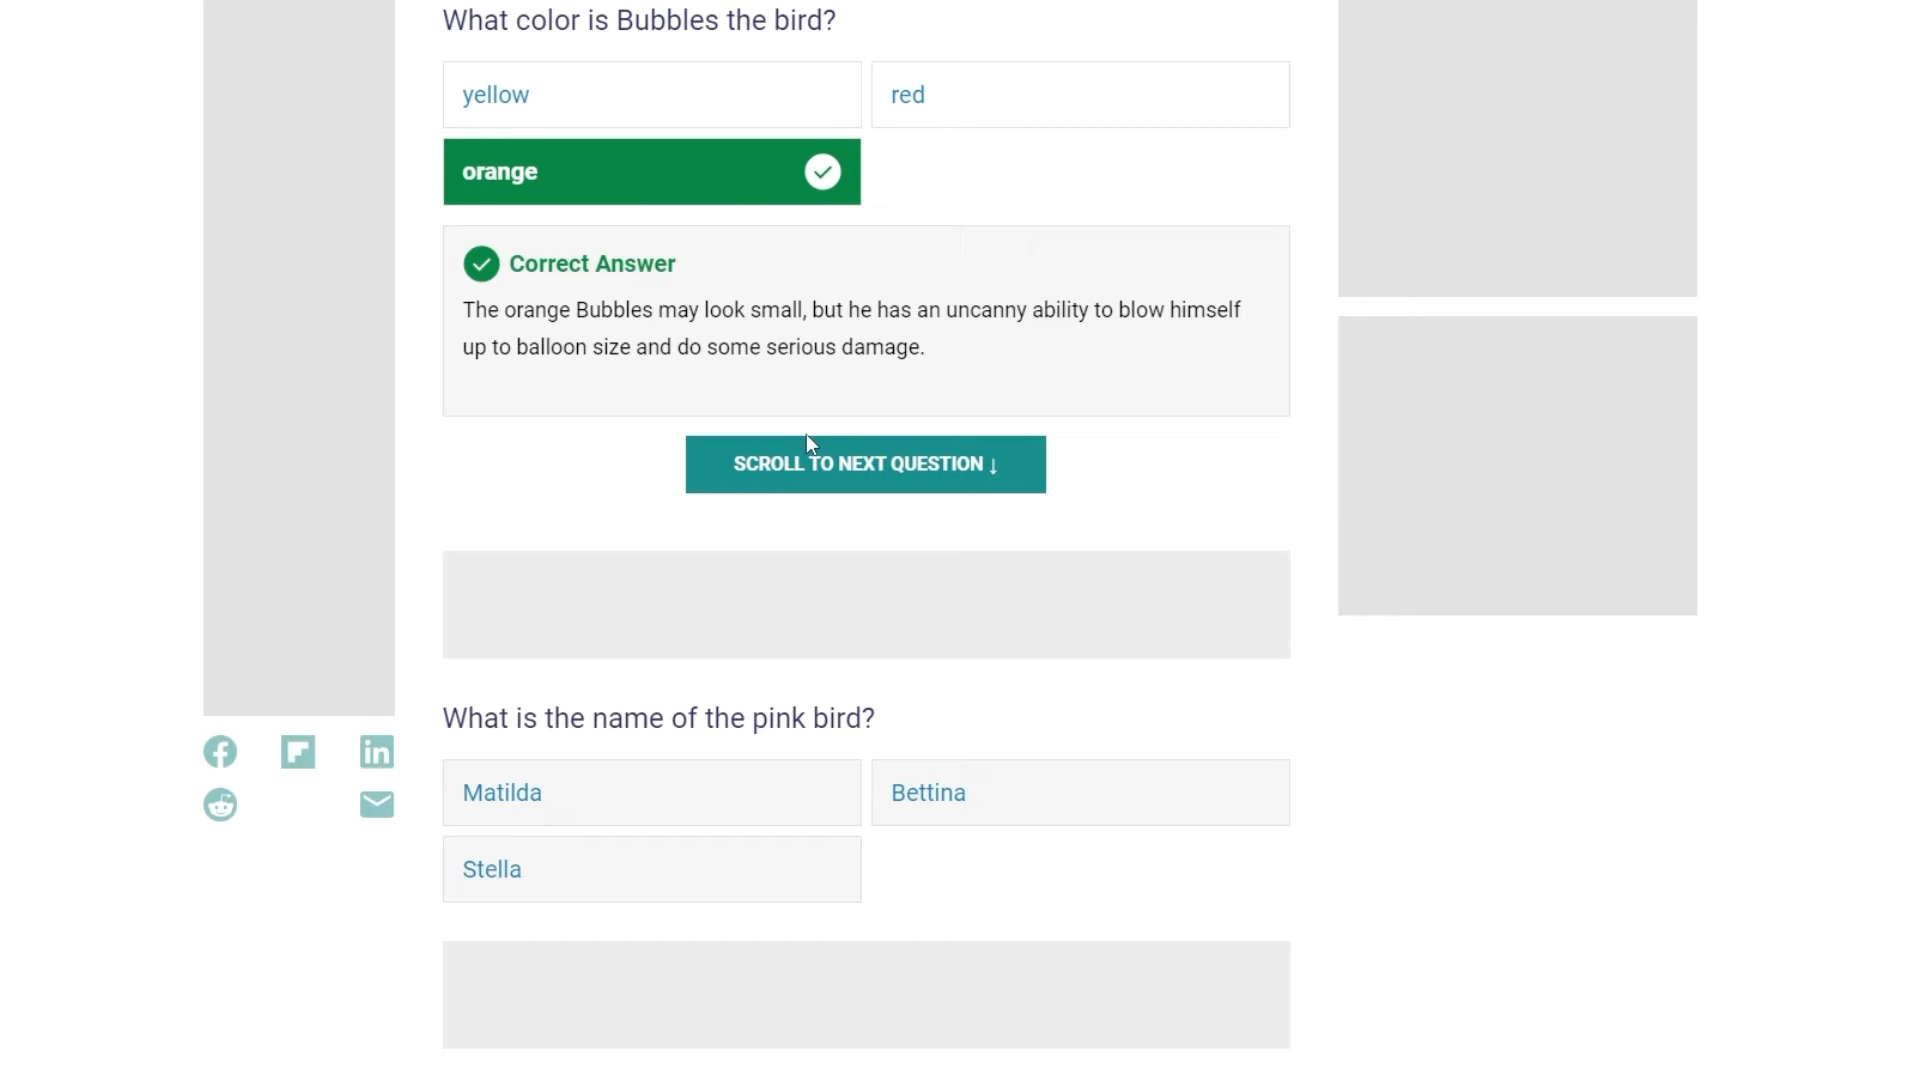 What color is Bubbles the bird?
yellow
red
orange
Correct Answer
The orange Bubbles may look small, but he has an uncanny ability to blow himself
up to balloon size and do some serious damage.
SCROLL TO NEXT QUESTION ↓
What is the name of the pink bird?
Matilda
Bettina
Stella